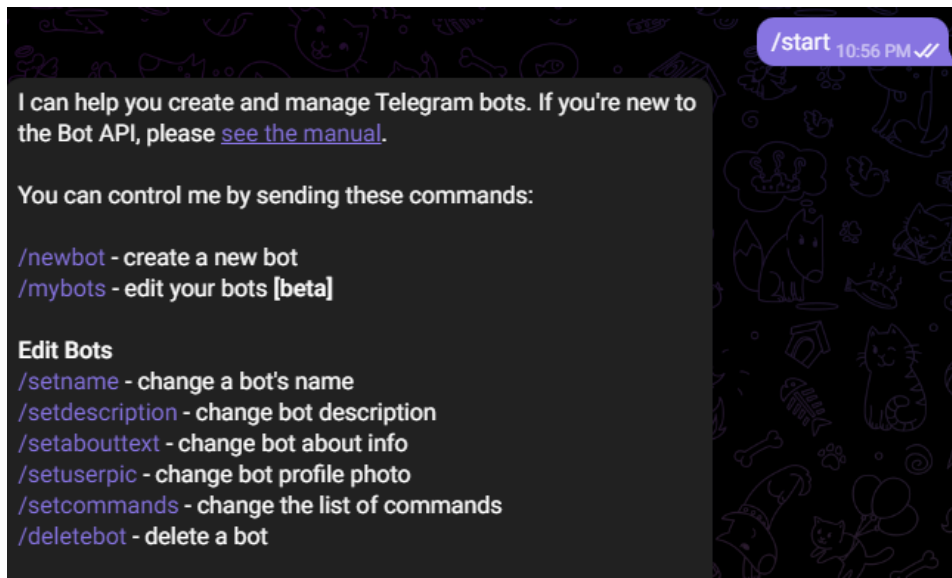 /start 10:56 PM
I can help you create and manage Telegram bots. If you're new to
the Bot API, please see the manual.
You can control me by sending these commands:
/newbot - create a new bot
/mybots - edit your bots [beta]
Edit Bots
/setname - change a bot's name
/setdescription - change bot description
/setabouttext - change bot about info
/setuserpic - change bot profile photo
/setcommands - change the list of commands
/deletebot - delete a bot